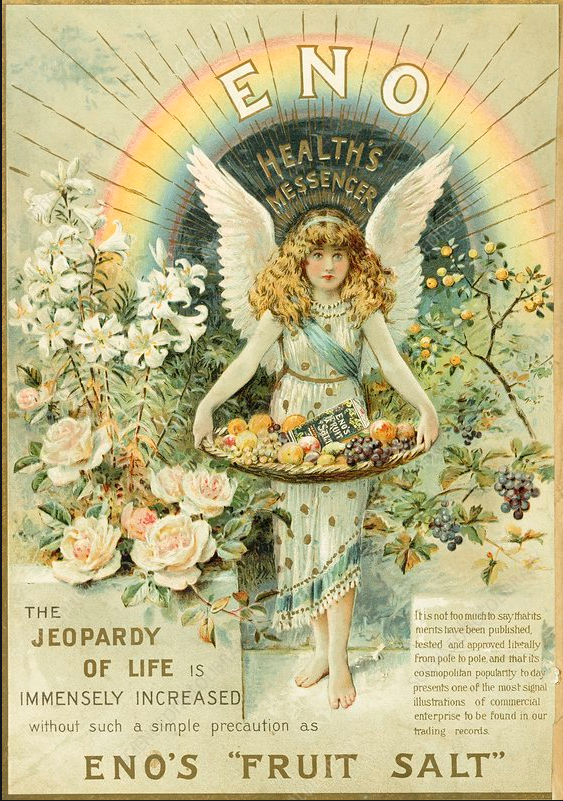 ENO
HEALTH'S
MESSENGER
ENO'S
FRUIT
SALT
THE
JEOPARDY
OF LIFE IS
IMMENSELY INCREASED
without such a simple precaution as
ENO'S "FRUIT SALT"
It is not too much to say that its
merits have been published,
tested and approved literally
from pole to pole, and that its
cosmopolitan popularity to day
presents one of the most signal
illustrations of commercial
enterprise to be found in our
trading records.